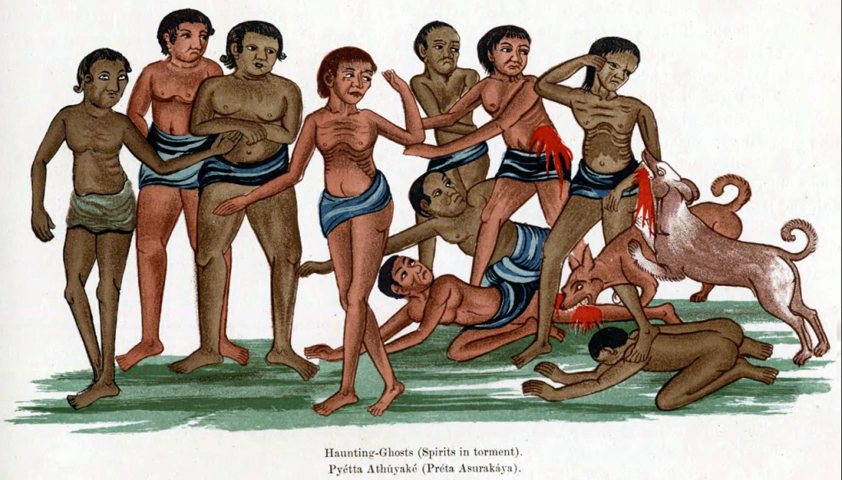 Haunting-Ghosts (Spirits in torment).
Pyétta Athúyaké (Préta Asurakáya).